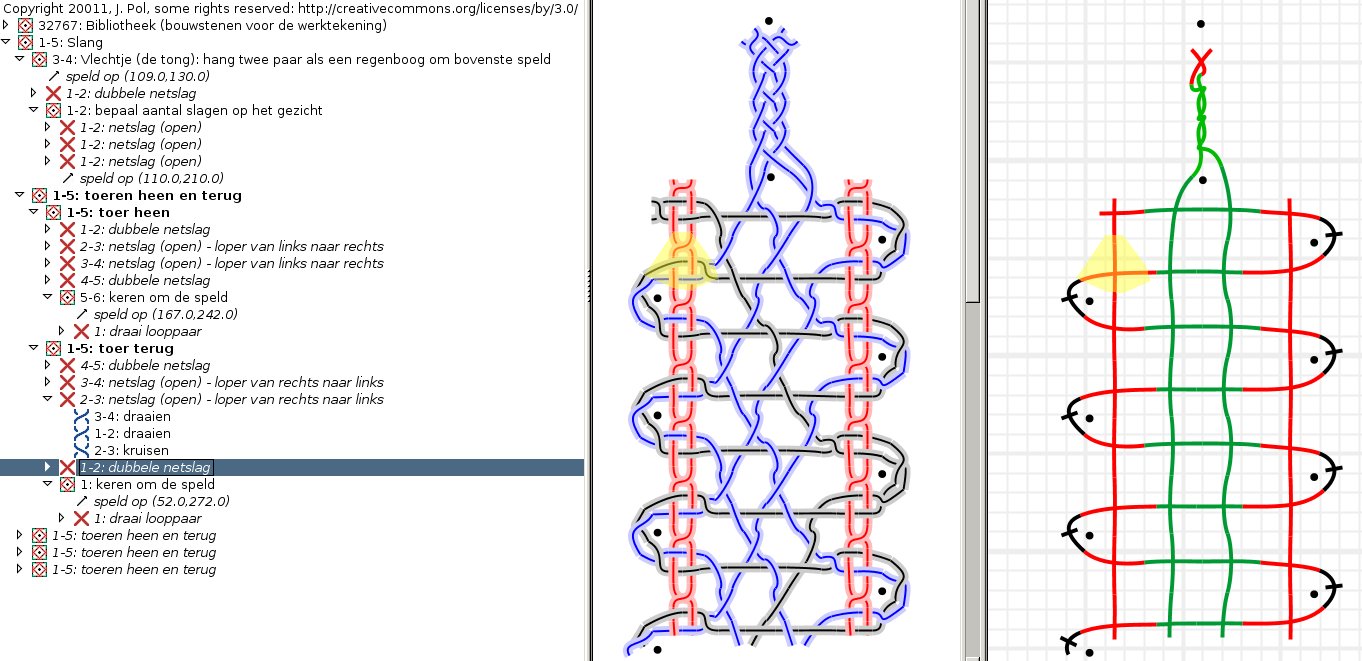 Copyright 20011, J. Pol, some rights reserved: http://creativecommons.org/licenses/by/3.0/
32767: Bibliotheek (bouwstenen voor de werktekening)
1-5: Slang
3-4: Vlechtje (de tong): hang twee paar als een regenboog om bovenste speld
speld op (109.0,130.0)
1-2: dubbele netslag
1-2: bepaal aantal slagen op het gezicht
1-2: netslag (open)
1-2: netslag (open)
1-2: netslag (open)
speld op (110.0,210.0)
1-5: toeren heen en terug
1-5: toer heen
1-2: dubbele netslag
2-3: netslag (open) - loper van links naar rechts
3-4: netslag (open) - loper van links naar rechts
4-5: dubbele netslag
5-6: keren om de speld
speld op (167.0,242.0)
1: draai looppaar
1-5: toer terug
4-5: dubbele netslag
3-4: netslag (open) - loper van rechts naar links
2-3: netslag (open) - loper van rechts naar links
3-4: draaien
1-2: draaien
2-3: kruisen
1-2: dubbele netslag
1: keren om de speld
speld op (52.0,272.0)
1: draai looppaar
1-5: toeren heen en terug
1-5: toeren heen en terug
1-5: toeren heen en terug